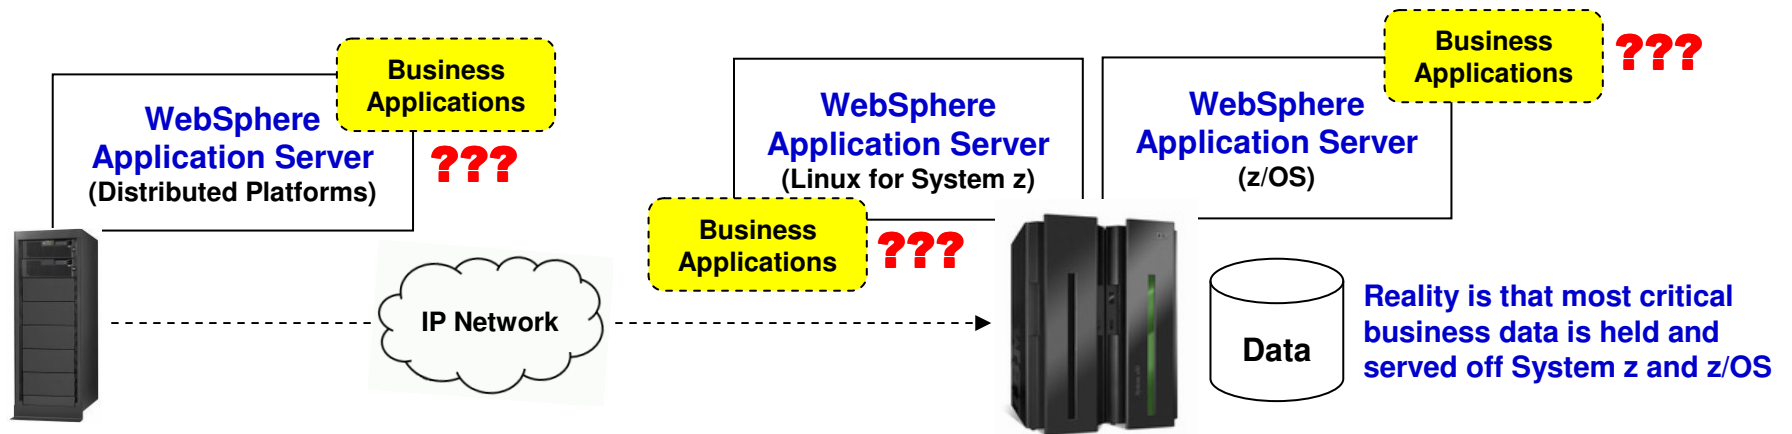 Business
Applications
???
WebSphere
Application Server
(Distributed Platforms)
IP Network
WebSphere
Application Server
(Linux for System z)
Business
Applications
???
Business
Applications
???
WebSphere
Application Server
(z/OS)
Data
Reality is that most critical
business data is held and
served off System z and z/OS